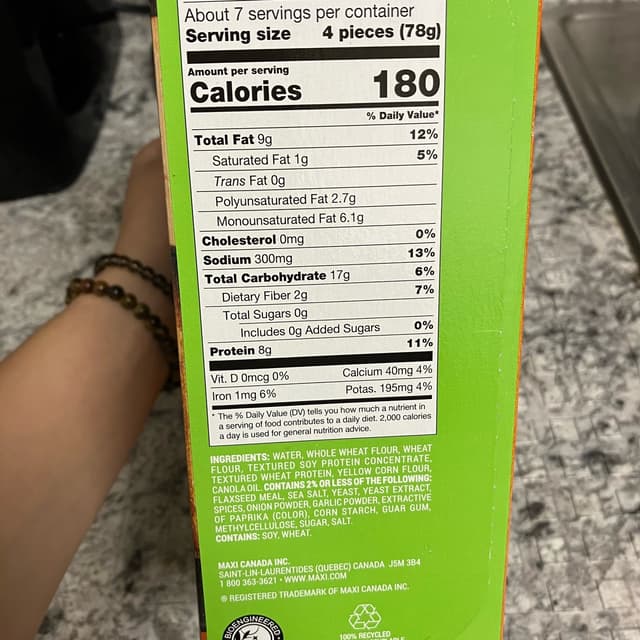 About 7 servings per container
Serving size 4 pieces (78g)
Amount per serving
Calories 180
% Daily Value*
Total Fat 9g 12%
Saturated Fat 1g 5%
Trans Fat 0g
Polyunsaturated Fat 2.7g
Monounsaturated Fat 6.1g
Cholesterol 0mg 0%
Sodium 300mg 13%
Total Carbohydrate 17g 6%
Dietary Fiber 2g 7%
Total Sugars 0g
Includes 0g Added Sugars 0%
Protein 8g 11%
Vit. D 0mcg 0% Calcium 40mg 4%
Iron 1mg 6% Potas. 195mg 4%
* The % Daily Value (DV) tells you how much a nutrient in
a serving of food contributes to a daily diet. 2,000 calories
a day is used for general nutrition advice.
INGREDIENTS: WATER, WHOLE WHEAT FLOUR, WHEAT
FLOUR, TEXTURED SOY PROTEIN CONCENTRATE,
TEXTURED WHEAT PROTEIN, YELLOW CORN FLOUR,
CANOLA OIL. CONTAINS 2% OR LESS OF THE FOLLOWING:
FLAXSEED MEAL, SEA SALT, YEAST, YEAST EXTRACT,
SPICES, ONION POWDER, GARLIC POWDER, EXTRACTIVE
OF PAPRIKA (COLOR), CORN STARCH, GUAR GUM,
METHYLCELLULOSE, SUGAR, SALT.
CONTAINS: SOY, WHEAT.
MAXI CANADA INC.
SAINT-LIN-LAURENTIDES (QUEBEC) CANADA J5M 3B4
1 800 363-3621 • WWW.MAXI.COM
® REGISTERED TRADEMARK OF MAXI CANADA INC.
BIOENGINEERED
100% RECYCLED